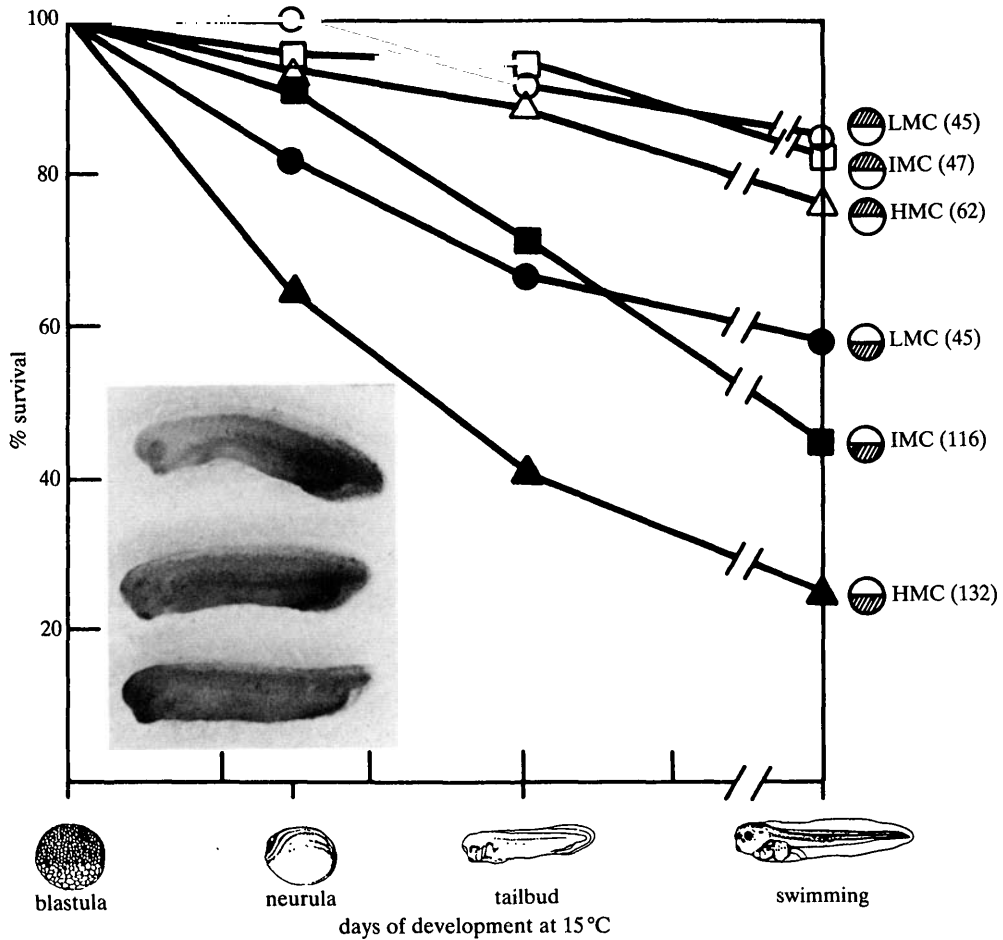 100
80
60
40
20
% survival
LMC (45)
IMC (47)
HMC (62)
LMC (45)
IMC (116)
HMC (132)
blastula
neurula
tailbud
swimming
days of development at 15 °C